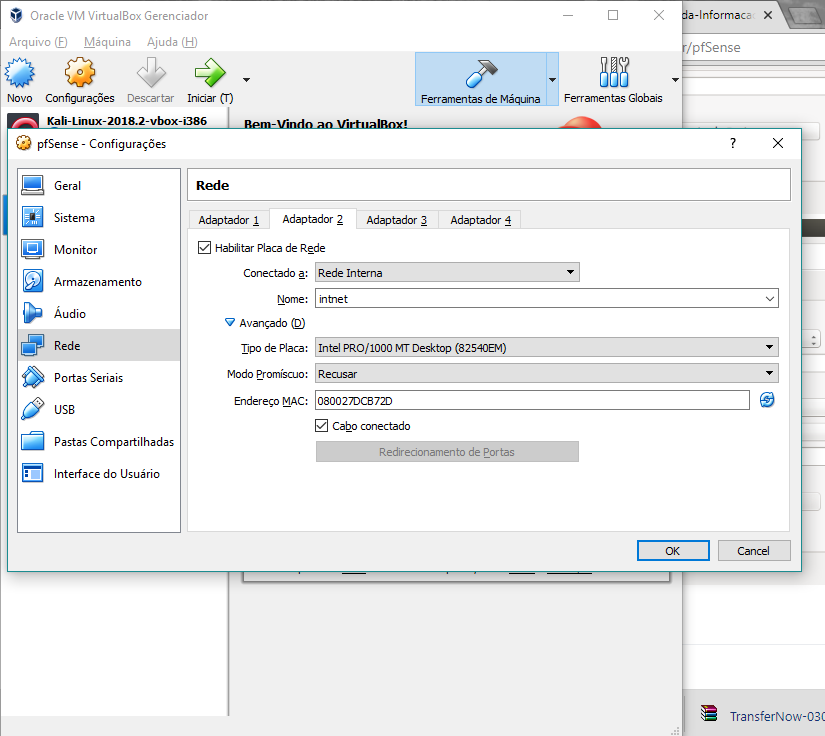 Oracle VM VirtualBox Gerenciador
da-Informaca
Arquivo (F) Máquina Ajuda (H)
r/pfSense
Novo Configurações Descartar Iniciar (T) Ferramentas de Máquina Ferramentas Globais
Kali-Linux-2018.2-vbox-i386
Bem-Vindo ao VirtualBox!
pfSense - Configurações
?
Geral
Sistema
Monitor
Armazenamento
Áudio
Rede
Portas Seriais
USB
Pastas Compartilhadas
Interface do Usuário
Rede
Adaptador 1 Adaptador 2 Adaptador 3 Adaptador 4
Habilitar Placa de Rede
Conectado a: Rede Interna
Nome: intnet
Avançado (D)
Tipo de Placa: Intel PRO/1000 MT Desktop (82540EM)
Modo Promíscuo: Recusar
Endereço MAC: 080027DCB72D
Cabo conectado
Redirecionamento de Portas
OK Cancel
TransferNow-030